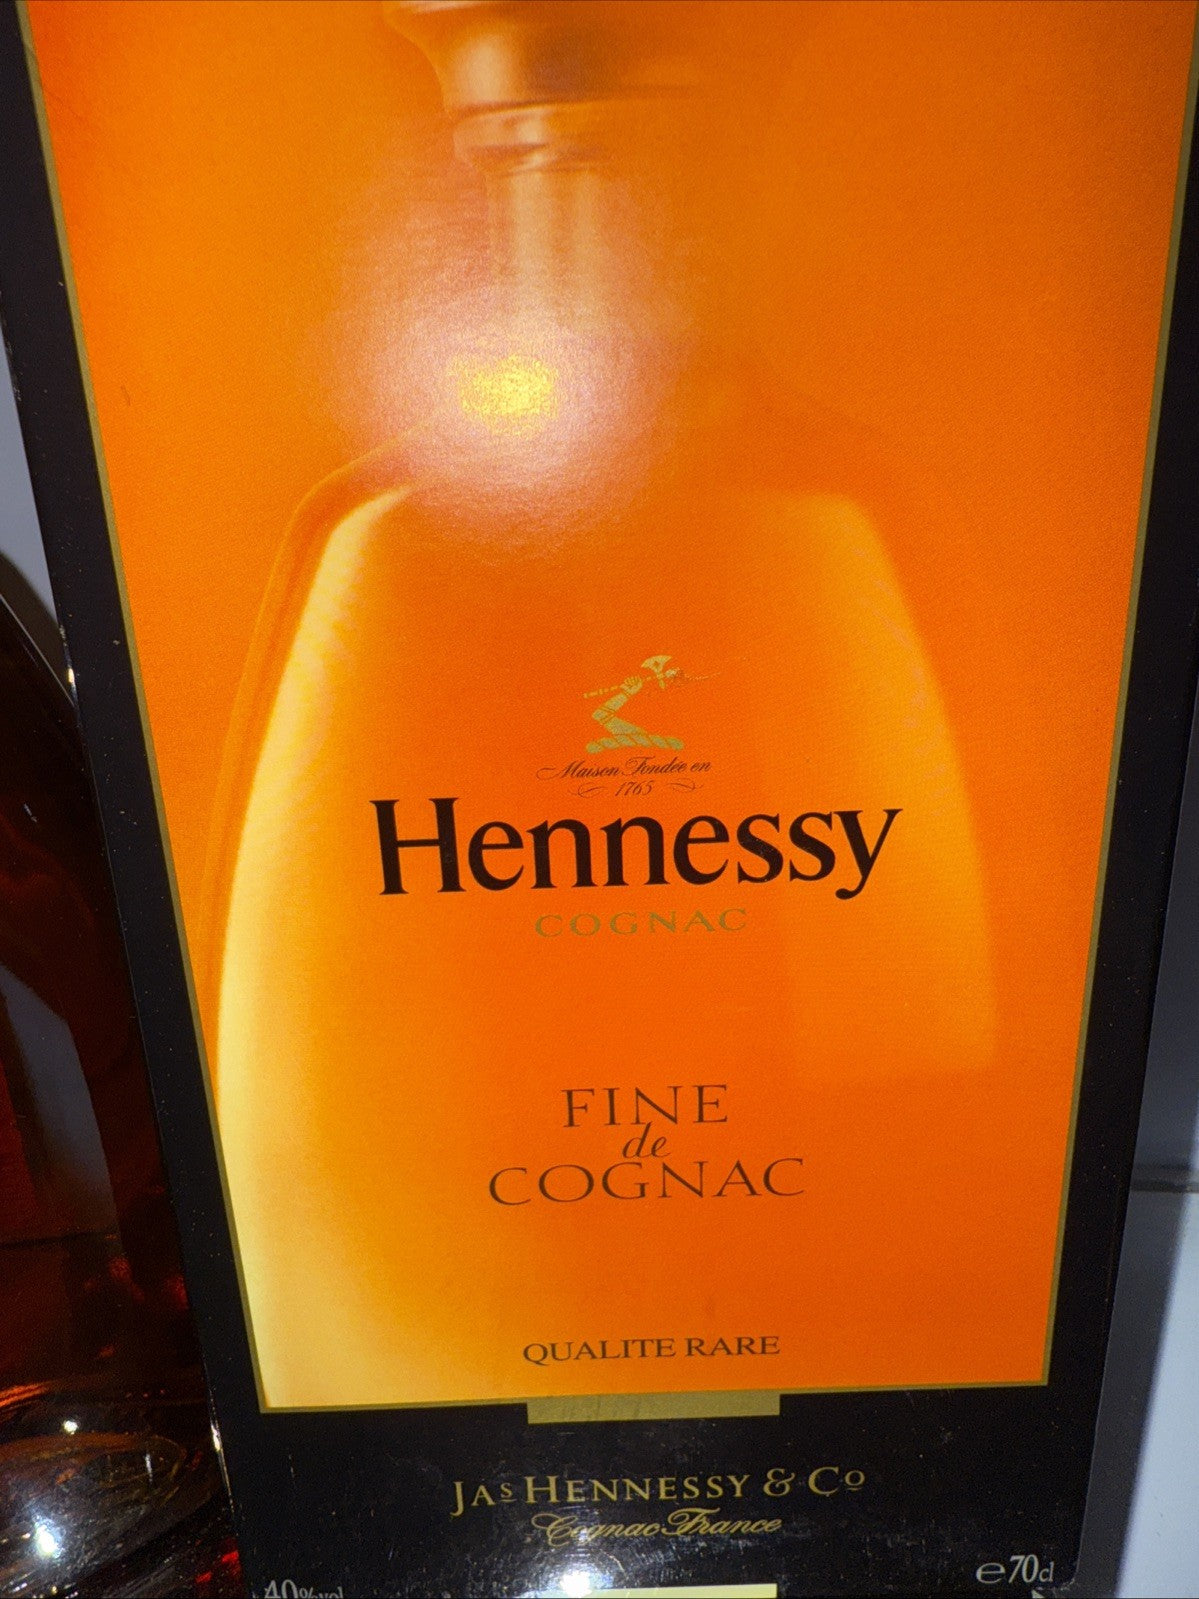 Maison Fondée en
1765
Hennessy
COGNAC
FINE
de
COGNAC
QUALITE RARE
JAS HENNESSY & Co
Cognac France
40%vol
e70cl